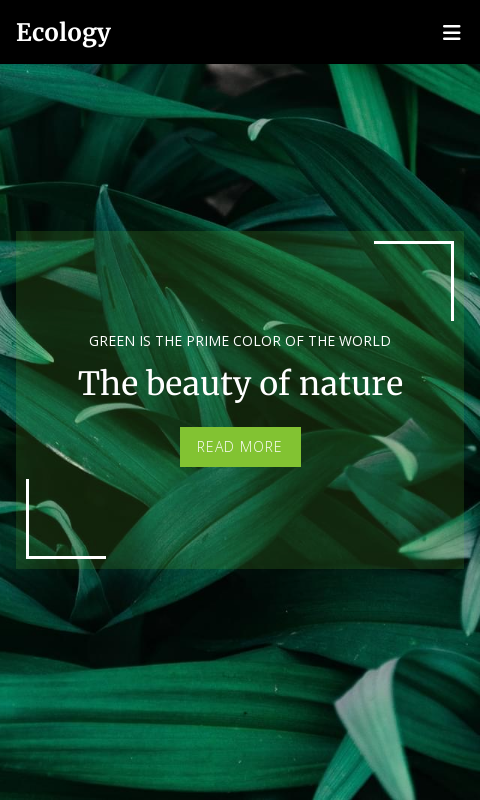 Ecology
GREEN IS THE PRIME COLOR OF THE WORLD
The beauty of nature
READ MORE